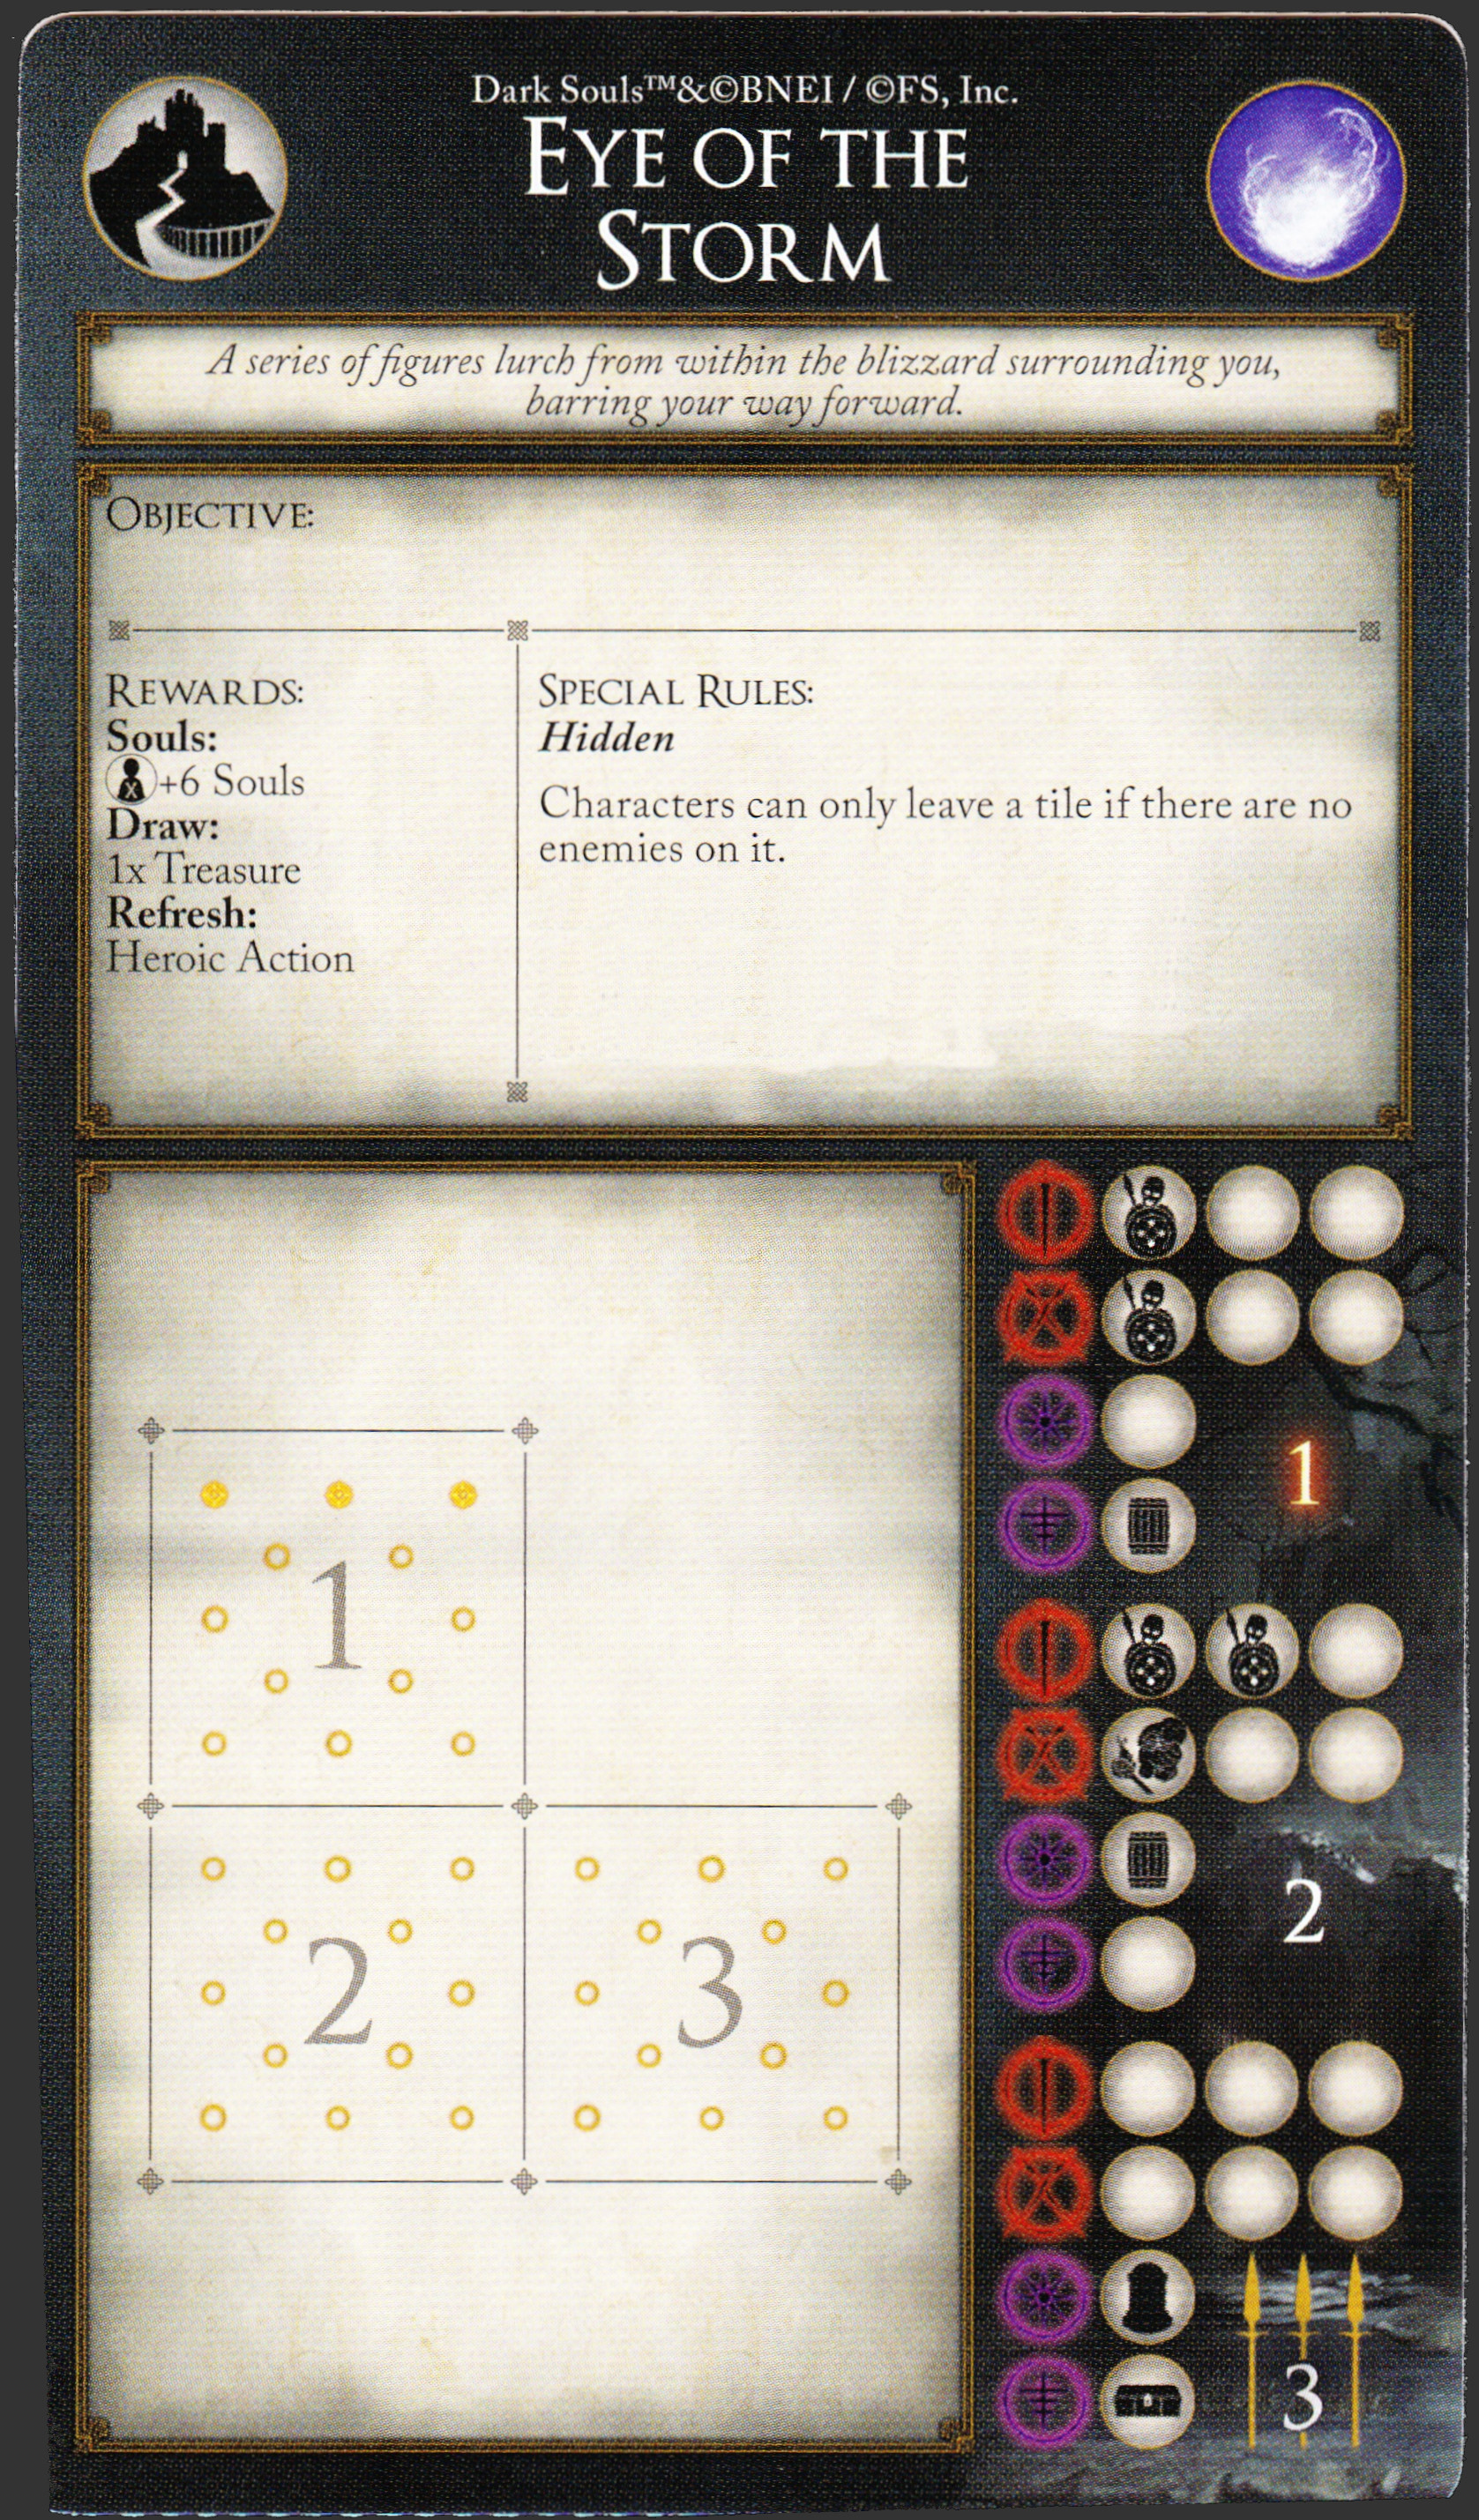 Dark Souls™&©BNEI / ©FS, Inc.
EYE OF THE
STORM
A series of figures lurch from within the blizzard surrounding you,
barring your way forward.
OBJECTIVE:
REWARDS:
Souls:
+6 Souls
Draw:
1x Treasure
Refresh:
Heroic Action
SPECIAL RULES:
Hidden
Characters can only leave a tile if there are no
enemies on it.
1
2
3
1
2
3